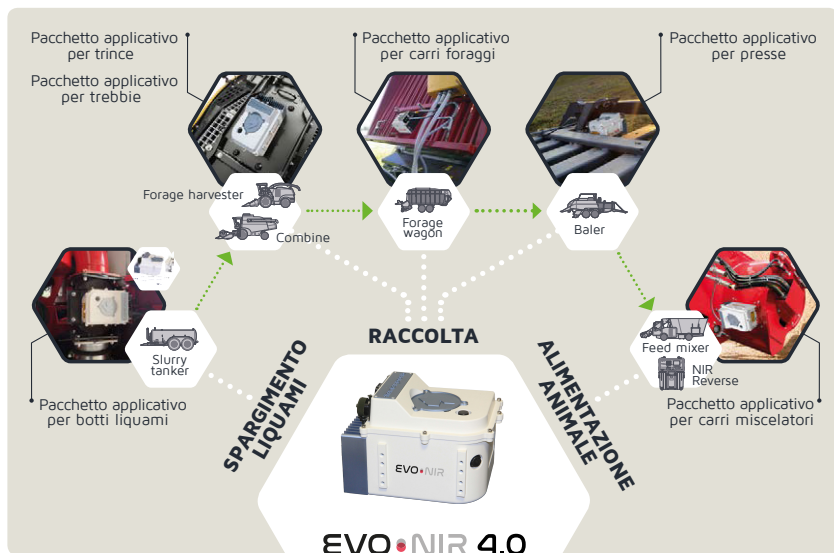 Pacchetto applicativo
per trince
Pacchetto applicativo
per trebbie
Pacchetto applicativo
per carri foraggi
Pacchetto applicativo
per presse
Forage harvester
Combine
Forage
wagon
Baler
Slurry
tanker
Feed mixer
NIR
Reverse
Pacchetto applicativo
per botti liquami
Pacchetto applicativo
per carri miscelatori
SPARGIMENTO
LIQUAMI
RACCOLTA
ALIMENTAZIONE
ANIMALE
EVO NIR
EVO NIR 4.0